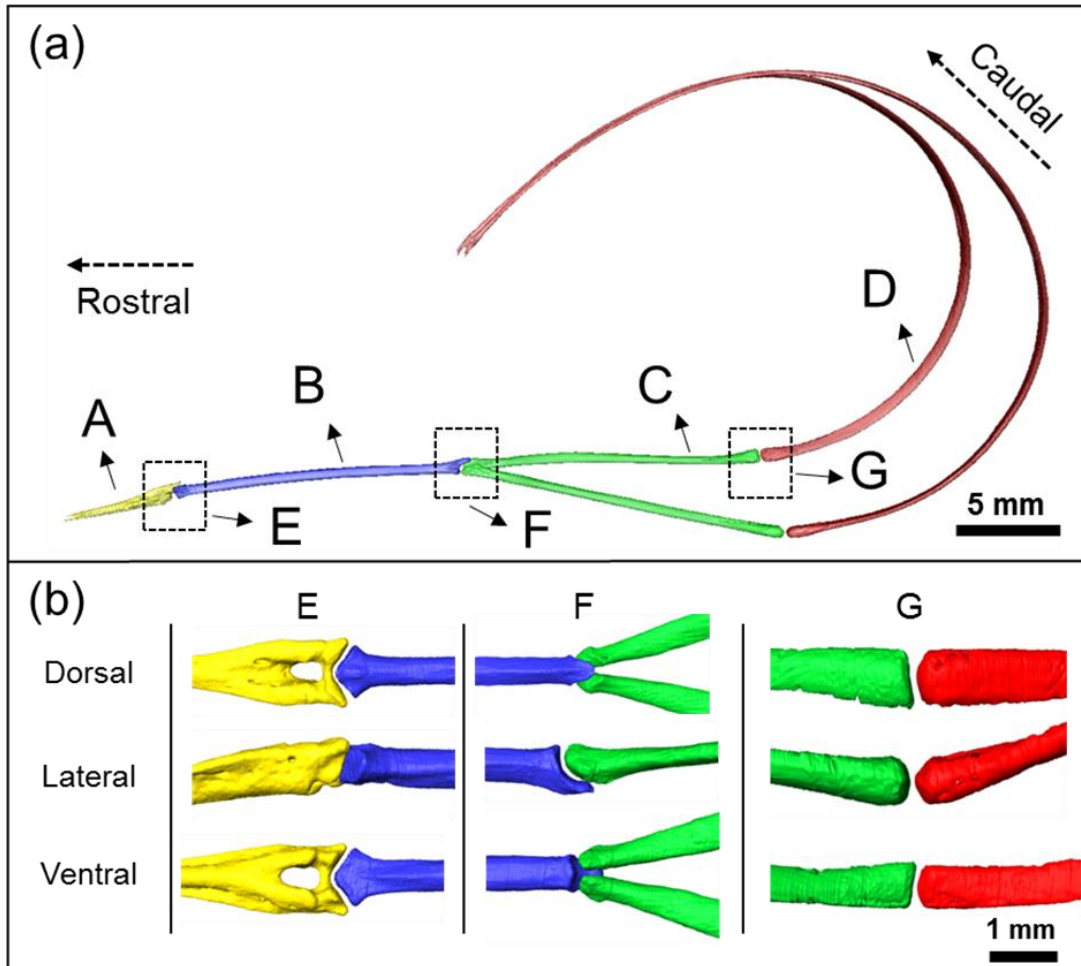 (a)
Caudal
Rostral
A
B
C
D
E
F
G
5 mm
(b)
E F G
Dorsal
Lateral
Ventral
1 mm